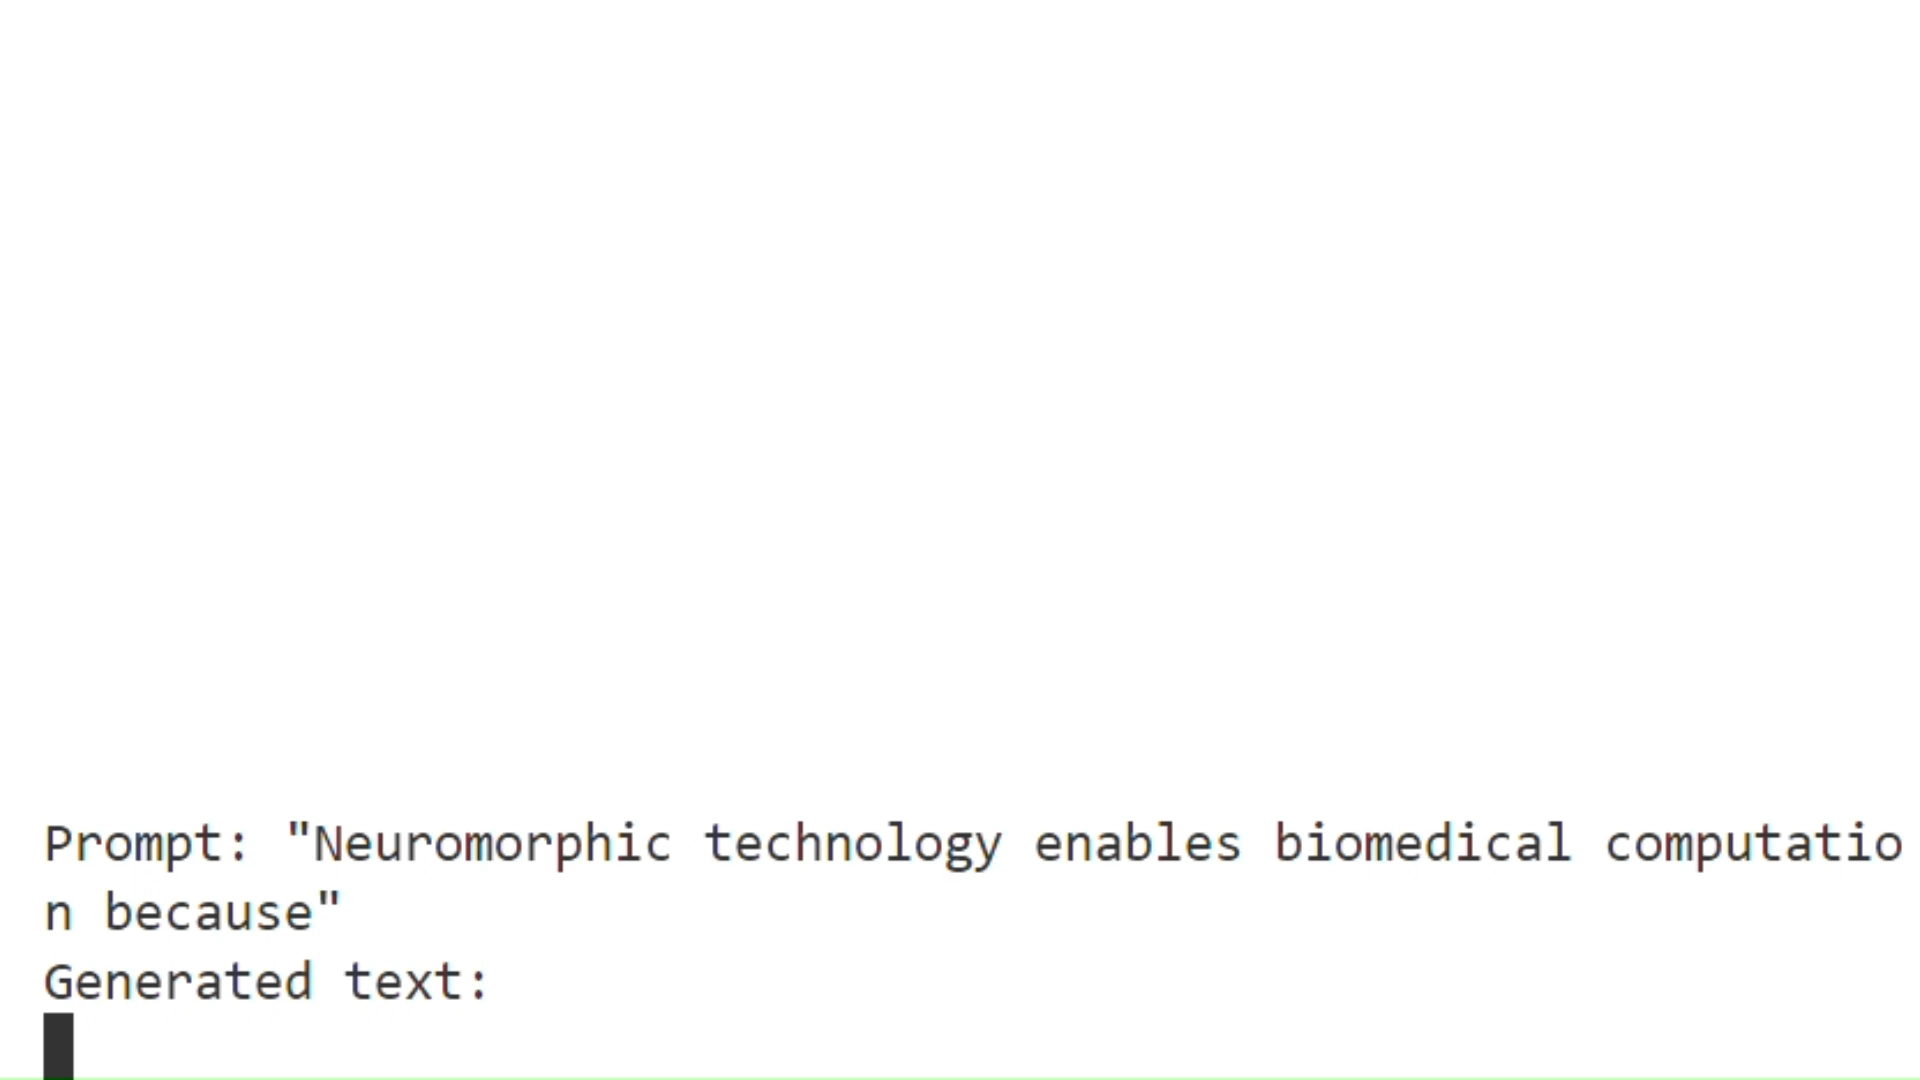 Prompt: "Neuromorphic technology enables biomedical computatio
n because"
Generated text: